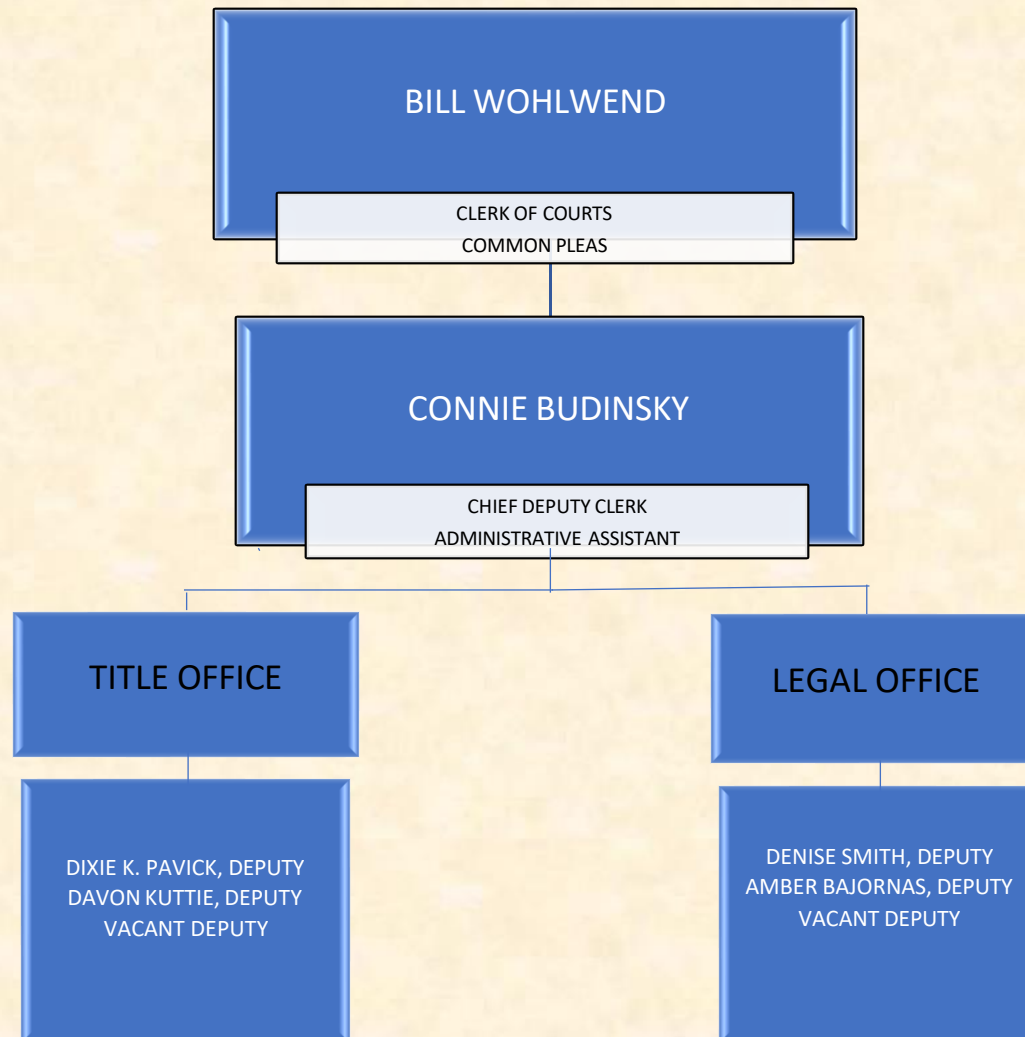 BILL WOHLWEND
CLERK OF COURTS
COMMON PLEAS
CONNIE BUDINSKY
CHIEF DEPUTY CLERK
ADMINISTRATIVE ASSISTANT
TITLE OFFICE
DIXIE K. PAVICK, DEPUTY
DAVON KUTTIE, DEPUTY
VACANT DEPUTY
LEGAL OFFICE
DENISE SMITH, DEPUTY
AMBER BAJORNAS, DEPUTY
VACANT DEPUTY